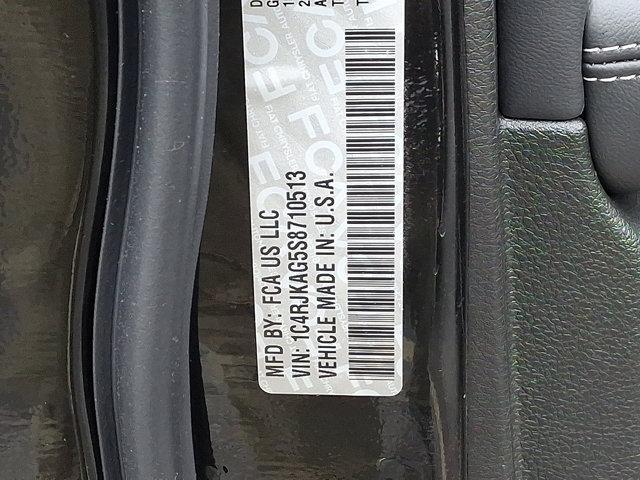 MFD BY: FCA US LLC
VIN: 1C4RJKAG5S8710513
VEHICLE MADE IN: U.S.A.